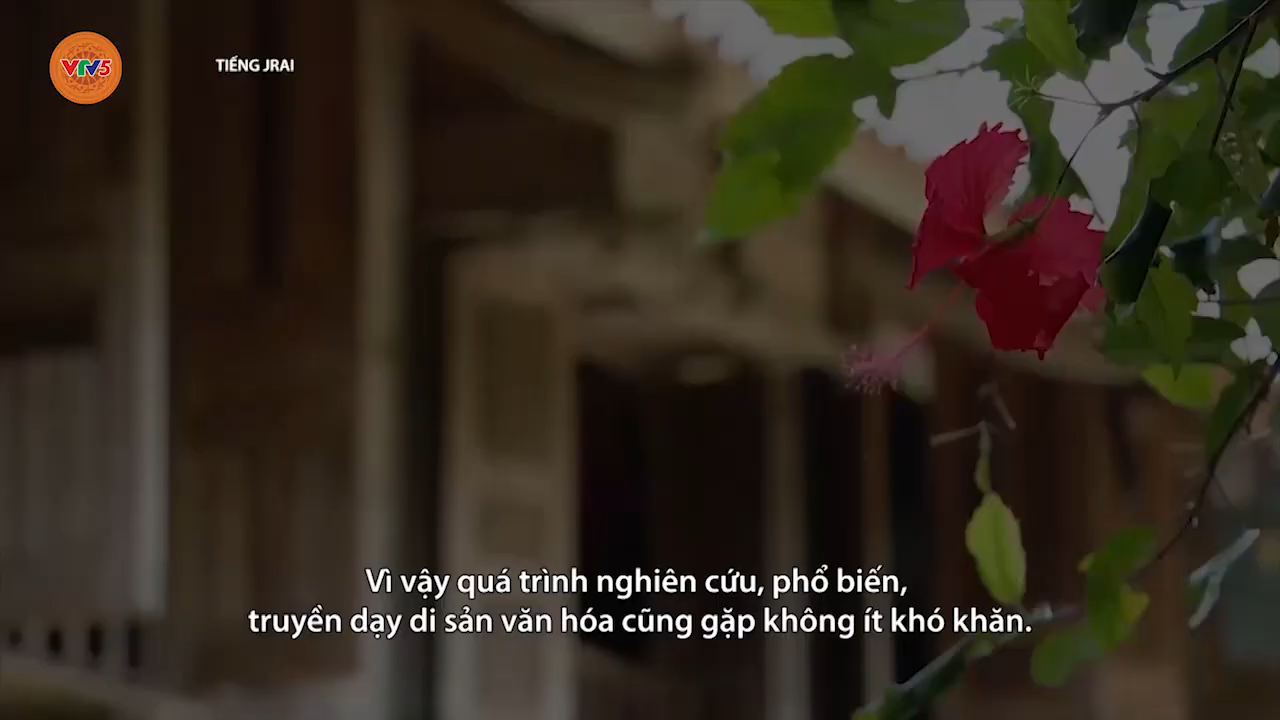 VTV5
TIẾNG JRAI
Vì vậy quá trình nghiên cứu, phổ biến,
truyền dạy di sản văn hóa cũng gặp không ít khó khăn.